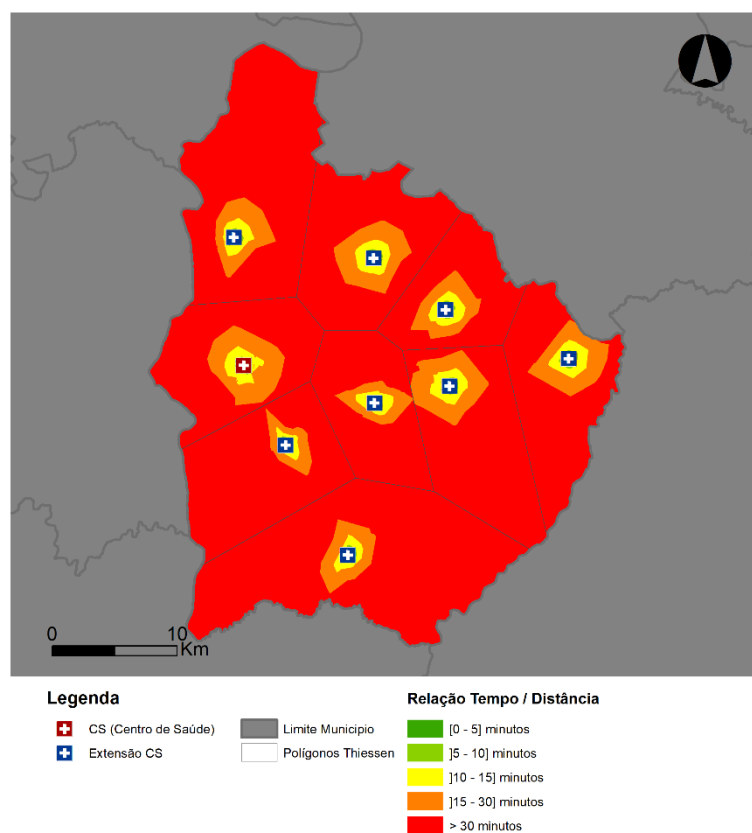 0 10
Km
Legenda
CS (Centro de Saúde)
Extensão CS
Limite Municipio
Polígonos Thiessen
Relação Tempo / Distância
[0 - 5] minutos
]5 - 10] minutos
]10 - 15] minutos
]15 - 30] minutos
> 30 minutos